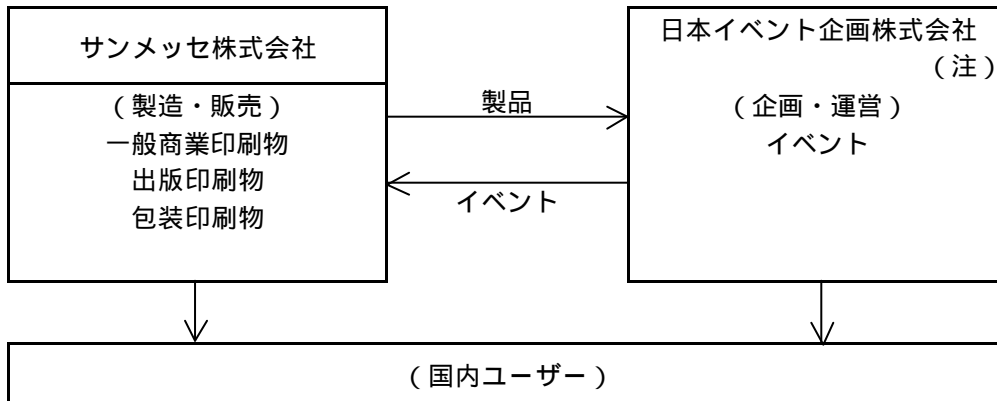 サンメッセ株式会社
（製造・販売）
一般商業印刷物
出版印刷物
包装印刷物
製品
イベント
日本イベント企画株式会社
（注）
（企画・運営）
イベント
（国内ユーザー）